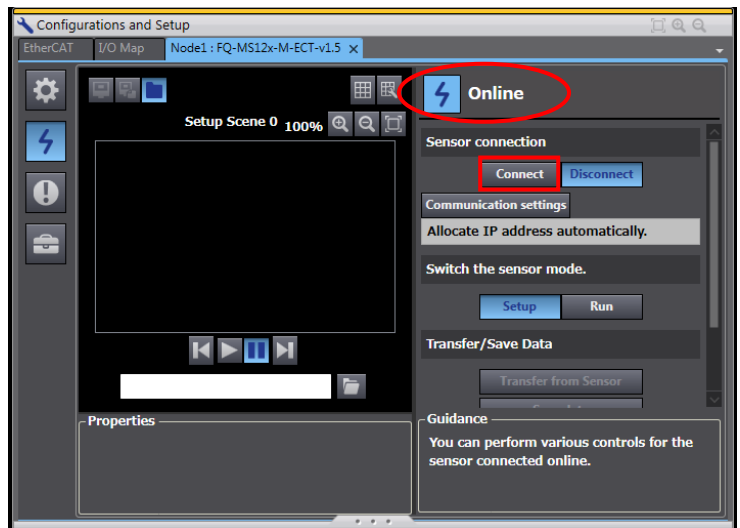 Configurations and Setup
EtherCAT
I/O Map
Node1 : FQ-MS12x-M-ECT-v1.5
Setup Scene 0
100%
Online
Sensor connection
Connect
Disconnect
Communication settings
Allocate IP address automatically.
Switch the sensor mode.
Setup
Run
Transfer/Save Data
Transfer from Sensor
Properties
Guidance
You can perform various controls for the
sensor connected online.